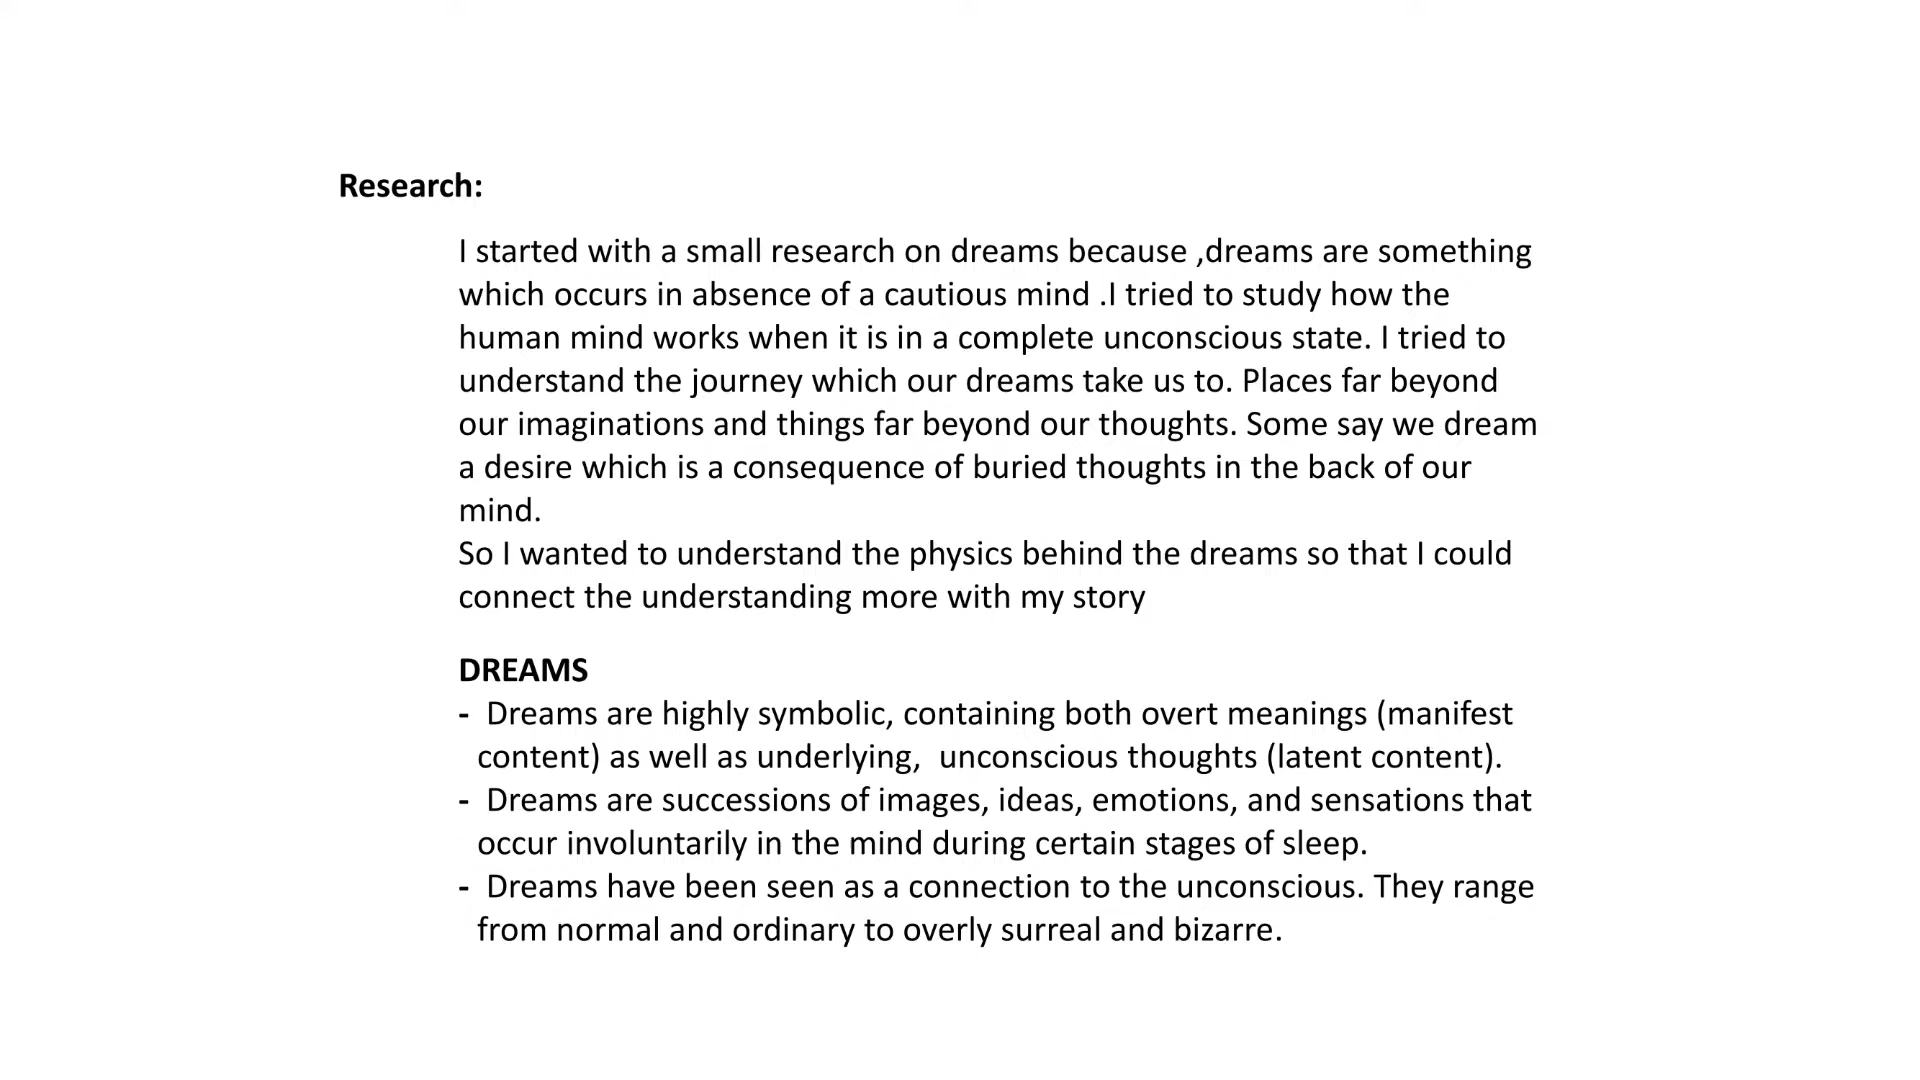 Research:
I started with a small research on dreams because ,dreams are something
which occurs in absence of a cautious mind .I tried to study how the
human mind works when it is in a complete unconscious state. I tried to
understand the journey which our dreams take us to. Places far beyond
our imaginations and things far beyond our thoughts. Some say we dream
a desire which is a consequence of buried thoughts in the back of our
mind.
So I wanted to understand the physics behind the dreams so that I could
connect the understanding more with my story
DREAMS
- Dreams are highly symbolic, containing both overt meanings (manifest
content) as well as underlying,  unconscious thoughts (latent content).
- Dreams are successions of images, ideas, emotions, and sensations that
occur involuntarily in the mind during certain stages of sleep.
- Dreams have been seen as a connection to the unconscious. They range
from normal and ordinary to overly surreal and bizarre.